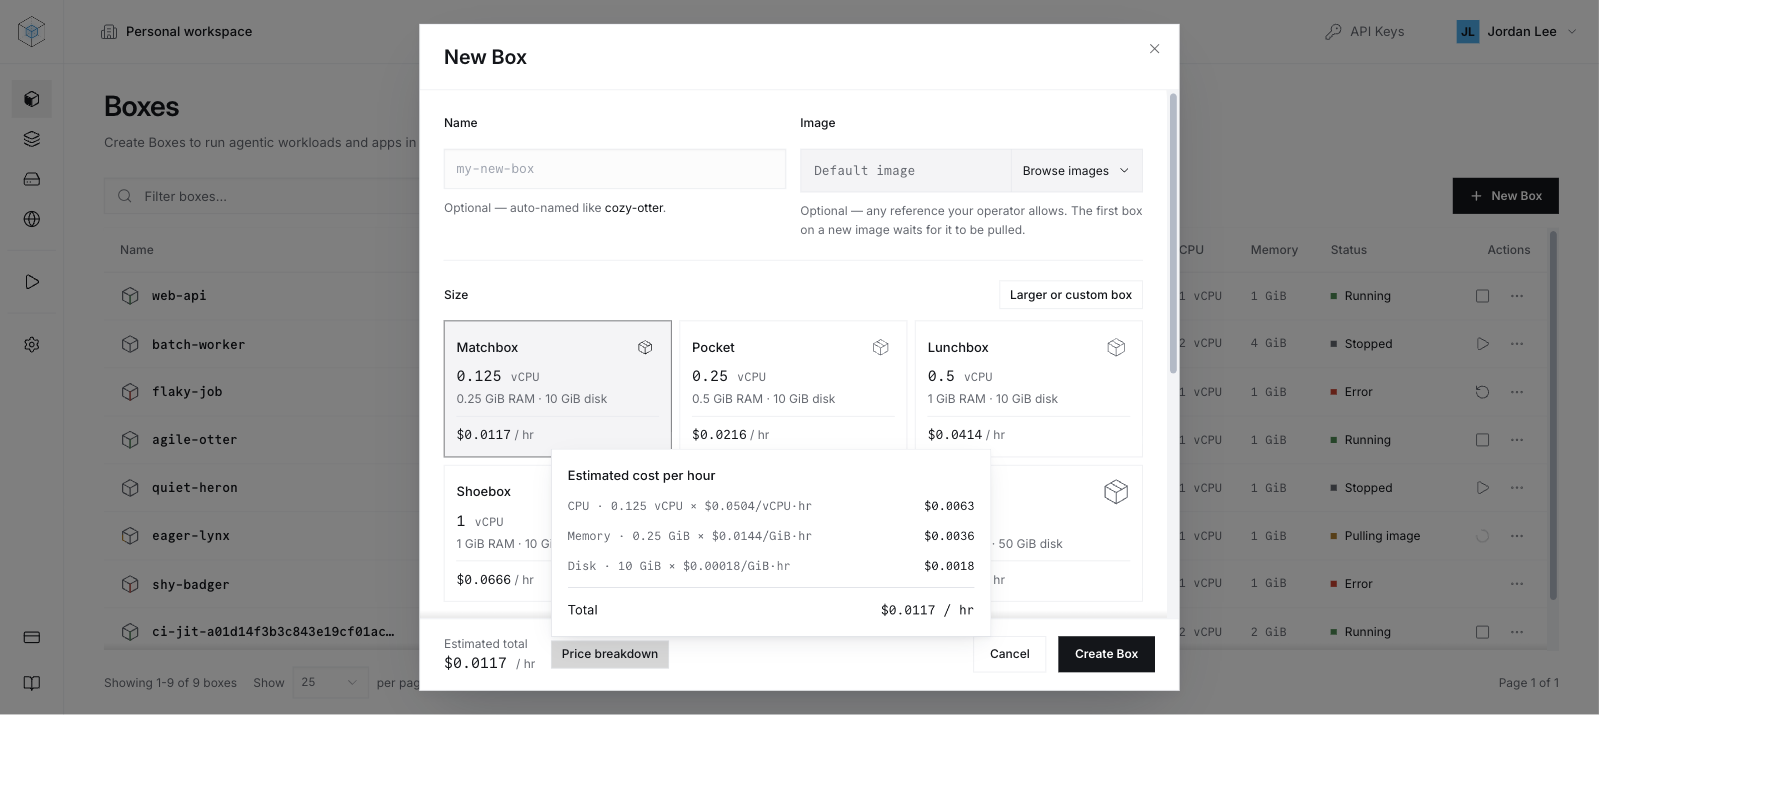 Personal workspace
API Keys
JL
Jordan Lee
Boxes
Create Boxes to run agentic workloads and apps in
Filter boxes...
New Box
Name
CPU
Memory
Status
Actions
web-api
1 vCPU
1 GiB
Running
batch-worker
2 vCPU
4 GiB
Stopped
flaky-job
1 vCPU
1 GiB
Error
agile-otter
1 vCPU
1 GiB
Running
quiet-heron
1 vCPU
1 GiB
Stopped
eager-lynx
1 vCPU
1 GiB
Pulling image
shy-badger
1 vCPU
1 GiB
Error
ci-jit-a01d14f3b3c843e19cf01ac…
2 vCPU
2 GiB
Running
Showing 1-9 of 9 boxes
Show
25
per pag
Page 1 of 1
New Box
Name
my-new-box
Optional — auto-named like cozy-otter.
Image
Default image
Browse images
Optional — any reference your operator allows. The first box
on a new image waits for it to be pulled.
Size
Larger or custom box
Matchbox
0.125 vCPU
0.25 GiB RAM · 10 GiB disk
$0.0117 / hr
Pocket
0.25 vCPU
0.5 GiB RAM · 10 GiB disk
$0.0216 / hr
Lunchbox
0.5 vCPU
1 GiB RAM · 10 GiB disk
$0.0414 / hr
Shoebox
1 vCPU
1 GiB RAM · 10 G
$0.0666 / hr
· 50 GiB disk
hr
Estimated cost per hour
CPU · 0.125 vCPU × $0.0504/vCPU·hr
$0.0063
Memory · 0.25 GiB × $0.0144/GiB·hr
$0.0036
Disk · 10 GiB × $0.00018/GiB·hr
$0.0018
Total
$0.0117 / hr
Estimated total
$0.0117 / hr
Price breakdown
Cancel
Create Box